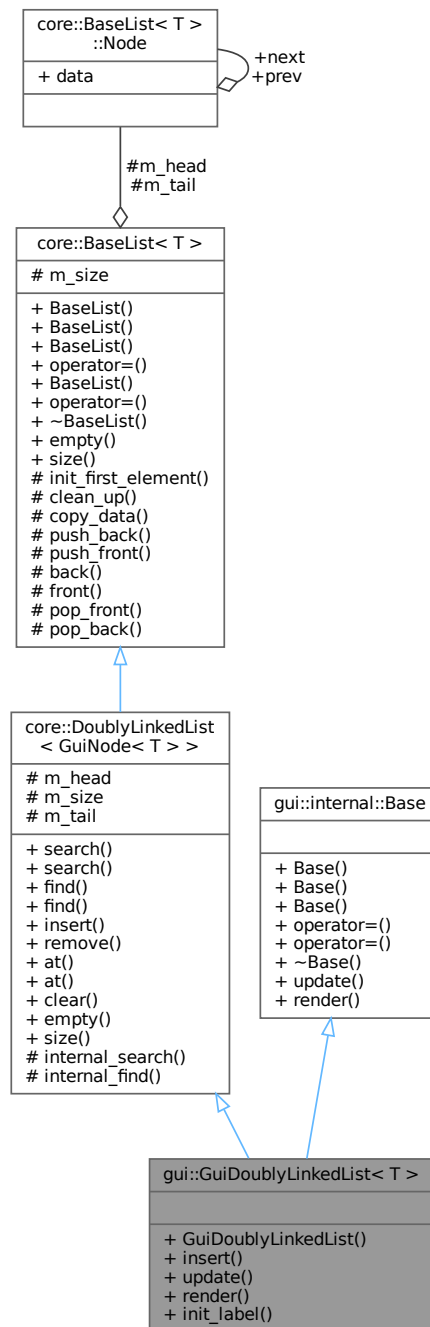 core::BaseList< T >
::Node
+ data
+next
+prev
#m_head
#m_tail
core::BaseList< T >
# m_size
+ BaseList()
+ BaseList()
+ BaseList()
+ operator=()
+ BaseList()
+ operator=()
+ ~BaseList()
+ empty()
+ size()
# init_first_element()
# clean_up()
# copy_data()
# push_back()
# push_front()
# back()
# front()
# pop_front()
# pop_back()
core::DoublyLinkedList
< GuiNode< T > >
# m_head
# m_size
# m_tail
+ search()
+ search()
+ find()
+ find()
+ insert()
+ remove()
+ at()
+ at()
+ clear()
+ empty()
+ size()
# internal_search()
# internal_find()
gui::internal::Base
+ Base()
+ Base()
+ Base()
+ operator=()
+ operator=()
+ ~Base()
+ update()
+ render()
gui::GuiDoublyLinkedList< T >
+ GuiDoublyLinkedList()
+ insert()
+ update()
+ render()
+ init_label()